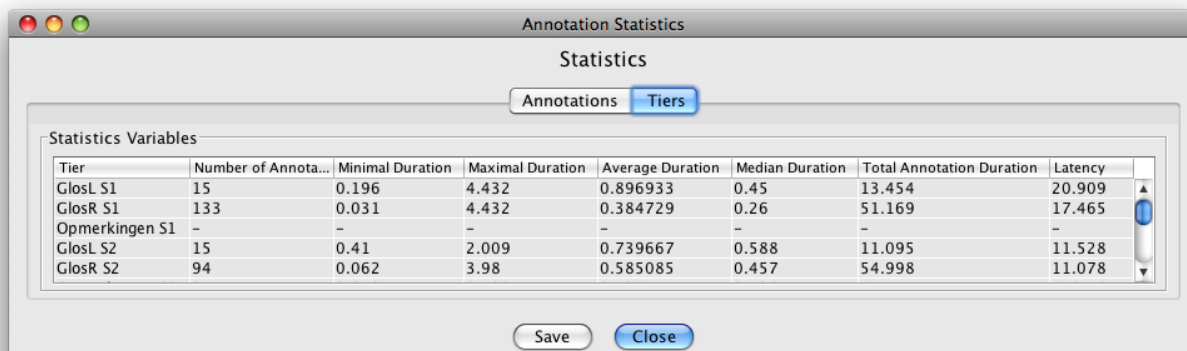 Annotation Statistics
Statistics
Annotations Tiers
Statistics Variables
Tier Number of Annota... Minimal Duration Maximal Duration Average Duration Median Duration Total Annotation Duration Latency
GlosL S1 15 0.196 4.432 0.896933 0.45 13.454 20.909
GlosR S1 133 0.031 4.432 0.384729 0.26 51.169 17.465
Opmerkingen S1 – – – – – – –
GlosL S2 15 0.41 2.009 0.739667 0.588 11.095 11.528
GlosR S2 94 0.062 3.98 0.585085 0.457 54.998 11.078
Save Close